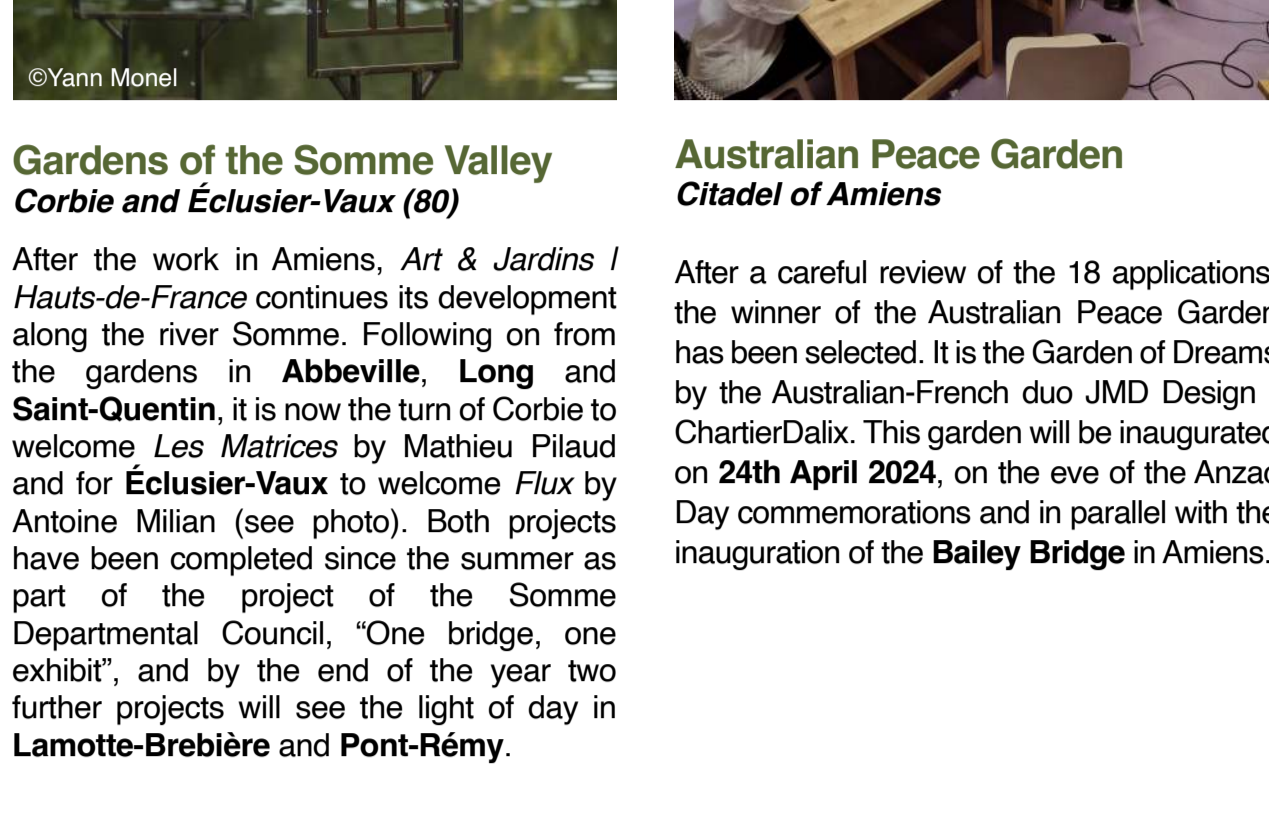 ©Yann Monel
Gardens of the Somme Valley
Corbie and Éclusier-Vaux (80)
After the work in Amiens, Art & Jardins l
Hauts-de-France continues its development
along the river Somme. Following on from
the gardens in Abbeville, Long and
Saint-Quentin, it is now the turn of Corbie to
welcome Les Matrices by Mathieu Pilaud
and for Éclusier-Vaux to welcome Flux by
Antoine Milian (see photo). Both projects
have been completed since the summer as
part of the project of the Somme
Departmental Council, “One bridge, one
exhibit”, and by the end of the year two
further projects will see the light of day in
Lamotte-Brebière and Pont-Rémy.
Australian Peace Garden
Citadel of Amiens
After a careful review of the 18 applications
the winner of the Australian Peace Garden
has been selected. It is the Garden of Dreams
by the Australian-French duo JMD Design
ChartierDalix. This garden will be inaugurated
on 24th April 2024, on the eve of the Anzac
Day commemorations and in parallel with the
inauguration of the Bailey Bridge in Amiens.